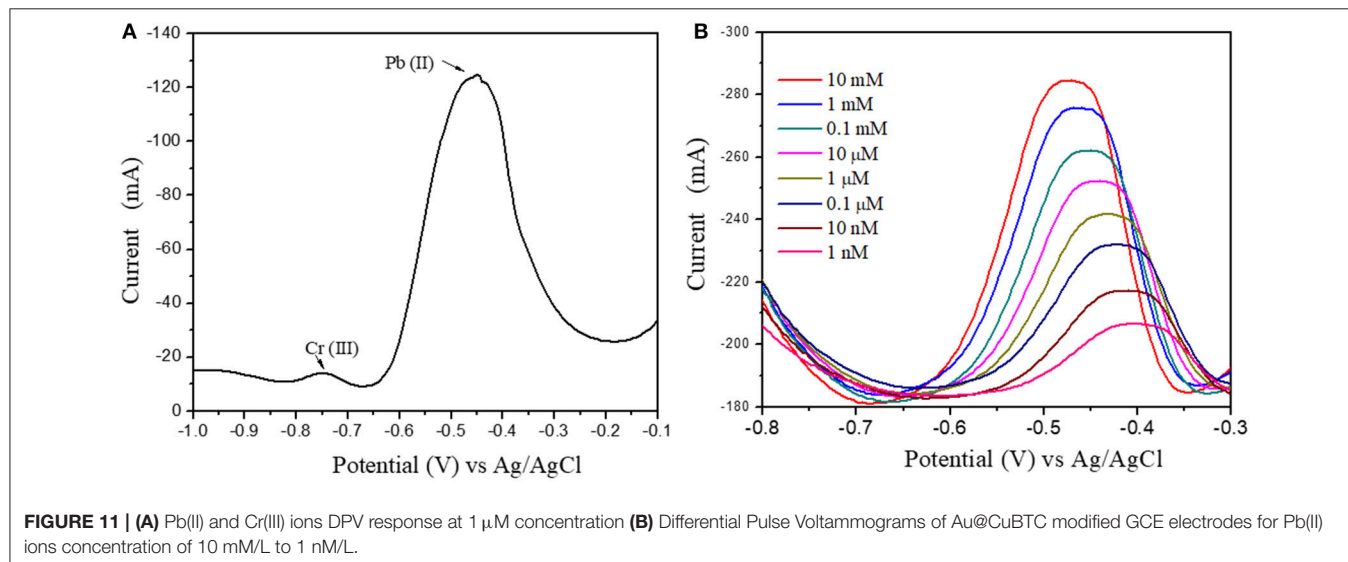 A
-140
-120
-100
-80
-60
-40
-20
0
Current (mA)
Pb (II)
Cr (III)
-1.0 -0.9 -0.8 -0.7 -0.6 -0.5 -0.4 -0.3 -0.2 -0.1
Potential (V) vs Ag/AgCl
B
-300
-280
-260
-240
-220
-200
-180
Current (mA)
10 mM
1 mM
0.1 mM
10 μM
1 μM
0.1 μM
10 nM
1 nM
-0.8 -0.7 -0.6 -0.5 -0.4 -0.3
Potential (V) vs Ag/AgCl
FIGURE 11 | (A) Pb(II) and Cr(III) ions DPV response at 1 μM concentration (B) Differential Pulse Voltammograms of Au@CuBTC modified GCE electrodes for Pb(II)
ions concentration of 10 mM/L to 1 nM/L.